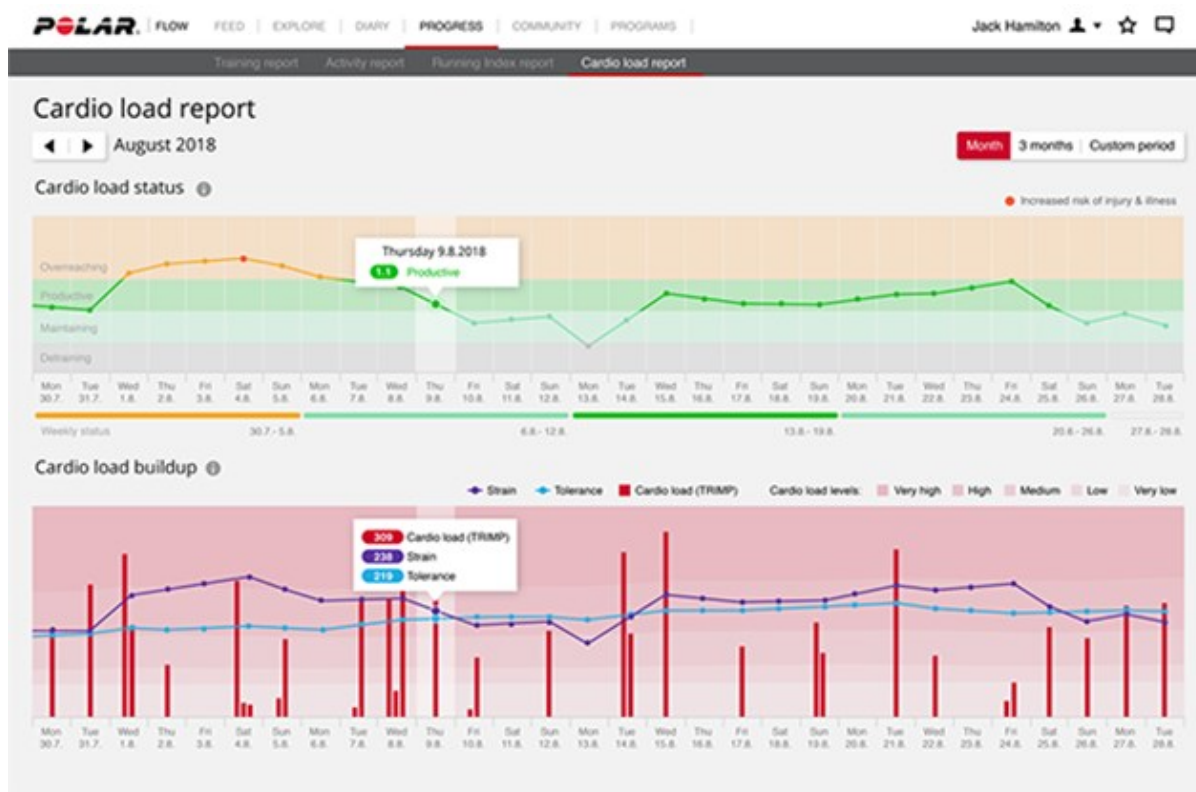 POLAR. FLOW FEED EXPLORE DIARY PROGRESS COMMUNITY PROGRAMS Jack Hamilton
Training report Activity report Running Index report Cardio load report
Cardio load report
August 2018 Month 3 months Custom period
Cardio load status
Increased risk of injury & illness
Thursday 9.8.2018
1.1 Productive
Overreaching
Productive
Maintaining
Detraining
Mon Tue Wed Thu Fri Sat Sun Mon Tue Wed Thu Fri Sat Sun Mon Tue Wed Thu Fri Sat Sun Mon Tue Wed Thu Fri Sat Sun Mon Tue
30.7. 31.7. 1.8. 2.8. 3.8. 4.8. 5.8. 6.8. 7.8. 8.8. 9.8. 10.8. 11.8. 12.8. 13.8. 14.8. 15.8. 16.8. 17.8. 18.8. 19.8. 20.8. 21.8. 22.8. 23.8. 24.8. 25.8. 26.8. 27.8. 28.8.
Weekly status 30.7.- 5.8. 6.8.- 12.8. 13.8.- 19.8. 20.8.- 26.8. 27.8.- 28.8.
Cardio load buildup
Strain Tolerance Cardio load (TRIMP) Cardio load levels: Very high High Medium Low Very low
309 Cardio load (TRIMP)
238 Strain
219 Tolerance
Mon Tue Wed Thu Fri Sat Sun Mon Tue Wed Thu Fri Sat Sun Mon Tue Wed Thu Fri Sat Sun Mon Tue Wed Thu Fri Sat Sun Mon Tue
30.7. 31.7. 1.8. 2.8. 3.8. 4.8. 5.8. 6.8. 7.8. 8.8. 9.8. 10.8. 11.8. 12.8. 13.8. 14.8. 15.8. 16.8. 17.8. 18.8. 19.8. 20.8. 21.8. 22.8. 23.8. 24.8. 25.8. 26.8. 27.8. 28.8.